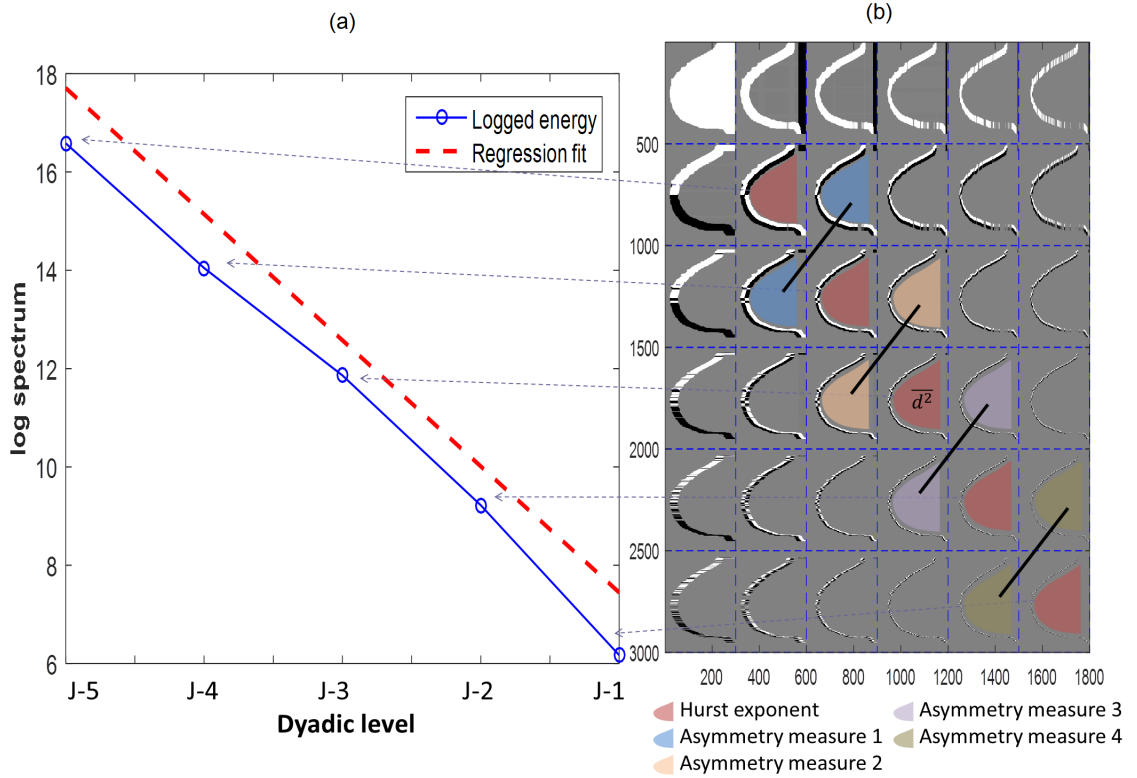 (a)
(b)
18
16
14
12
10
8
6
log spectrum
Logged energy
Regression fit
J-5
J-4
J-3
J-2
J-1
Dyadic level
500
1000
1500
2000
2500
3000
d²
200
400
600
800
1000
1200
1400
1600
1800
Hurst exponent
Asymmetry measure 1
Asymmetry measure 2
Asymmetry measure 3
Asymmetry measure 4